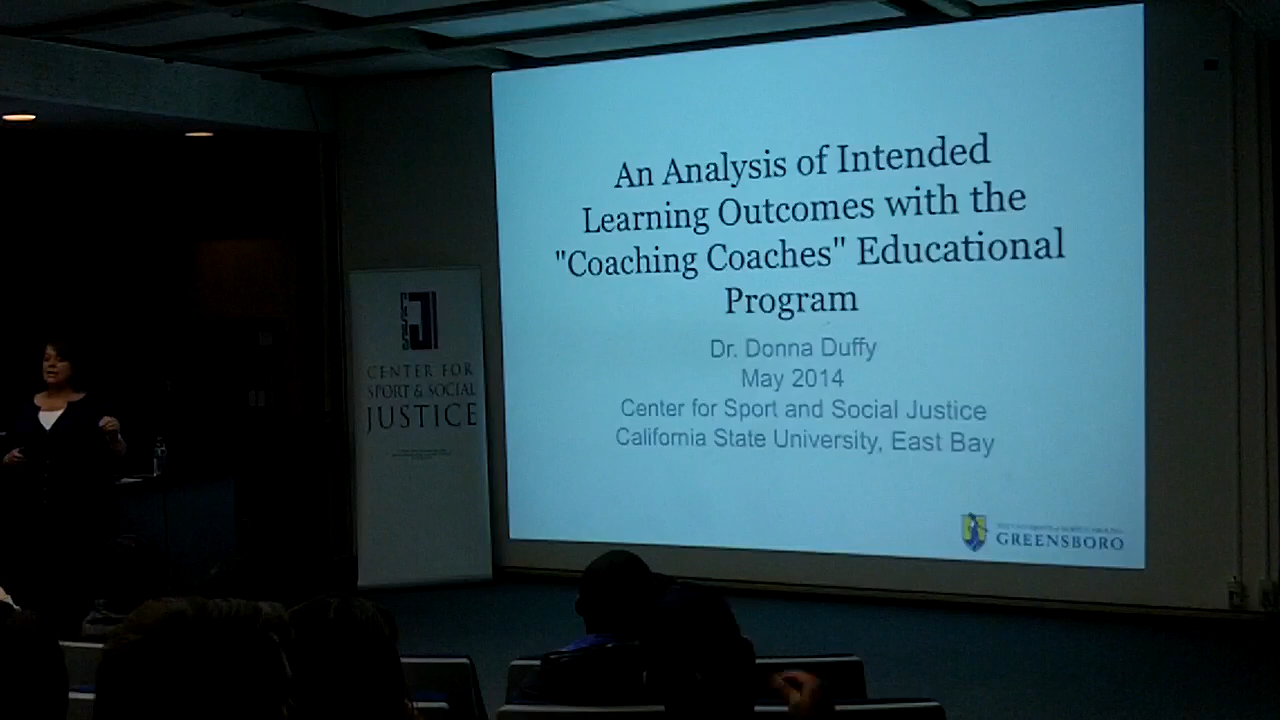 An Analysis of Intended
Learning Outcomes with the
"Coaching Coaches" Educational
Program
Dr. Donna Duffy
May 2014
Center for Sport and Social Justice
California State University, East Bay
GREENSBORO
CENTER FOR
SPORT & SOCIAL
JUSTICE